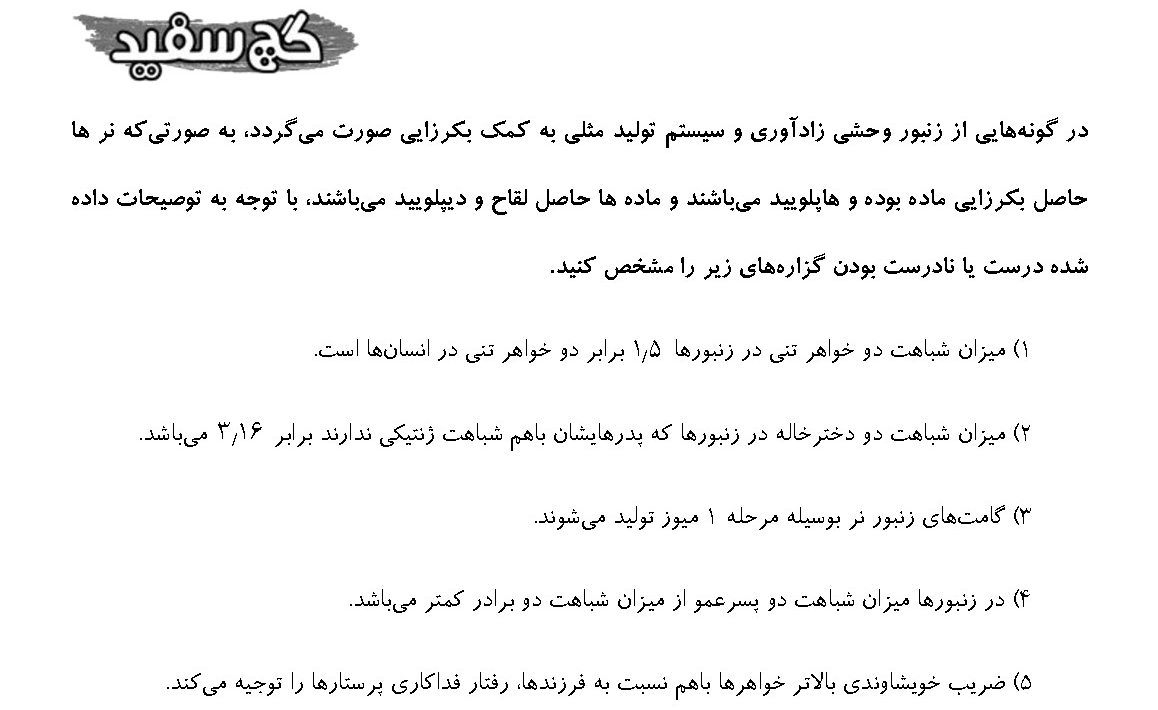 گچ سفید
در گونه‌هایی از زنبور وحشی زادآوری و سیستم تولید مثلی به کمک بکرزایی صورت می‌گردد، به صورتی‌که نر ها
حاصل بکرزایی ماده بوده و هاپلویید می‌باشند و ماده ها حاصل لقاح و دیپلویید می‌باشند، با توجه به توصیحات داده
شده درست یا نادرست بودن گزاره‌های زیر را مشخص کنید.
۱) میزان شباهت دو خواهر تنی در زنبورها ۱٫۵ برابر دو خواهر تنی در انسان‌ها است.
۲) میزان شباهت دو دخترخاله در زنبورها که پدرهایشان باهم شباهت ژنتیکی ندارند برابر ۳٫۱۶ می‌باشد.
۳) گامت‌های زنبور نر بوسیله مرحله ۱ میوز تولید می‌شوند.
۴) در زنبورها میزان شباهت دو پسرعمو از میزان شباهت دو برادر کمتر می‌باشد.
۵) ضریب خویشاوندی بالاتر خواهرها باهم نسبت به فرزندها، رفتار فداکاری پرستارها را توجیه می‌کند.